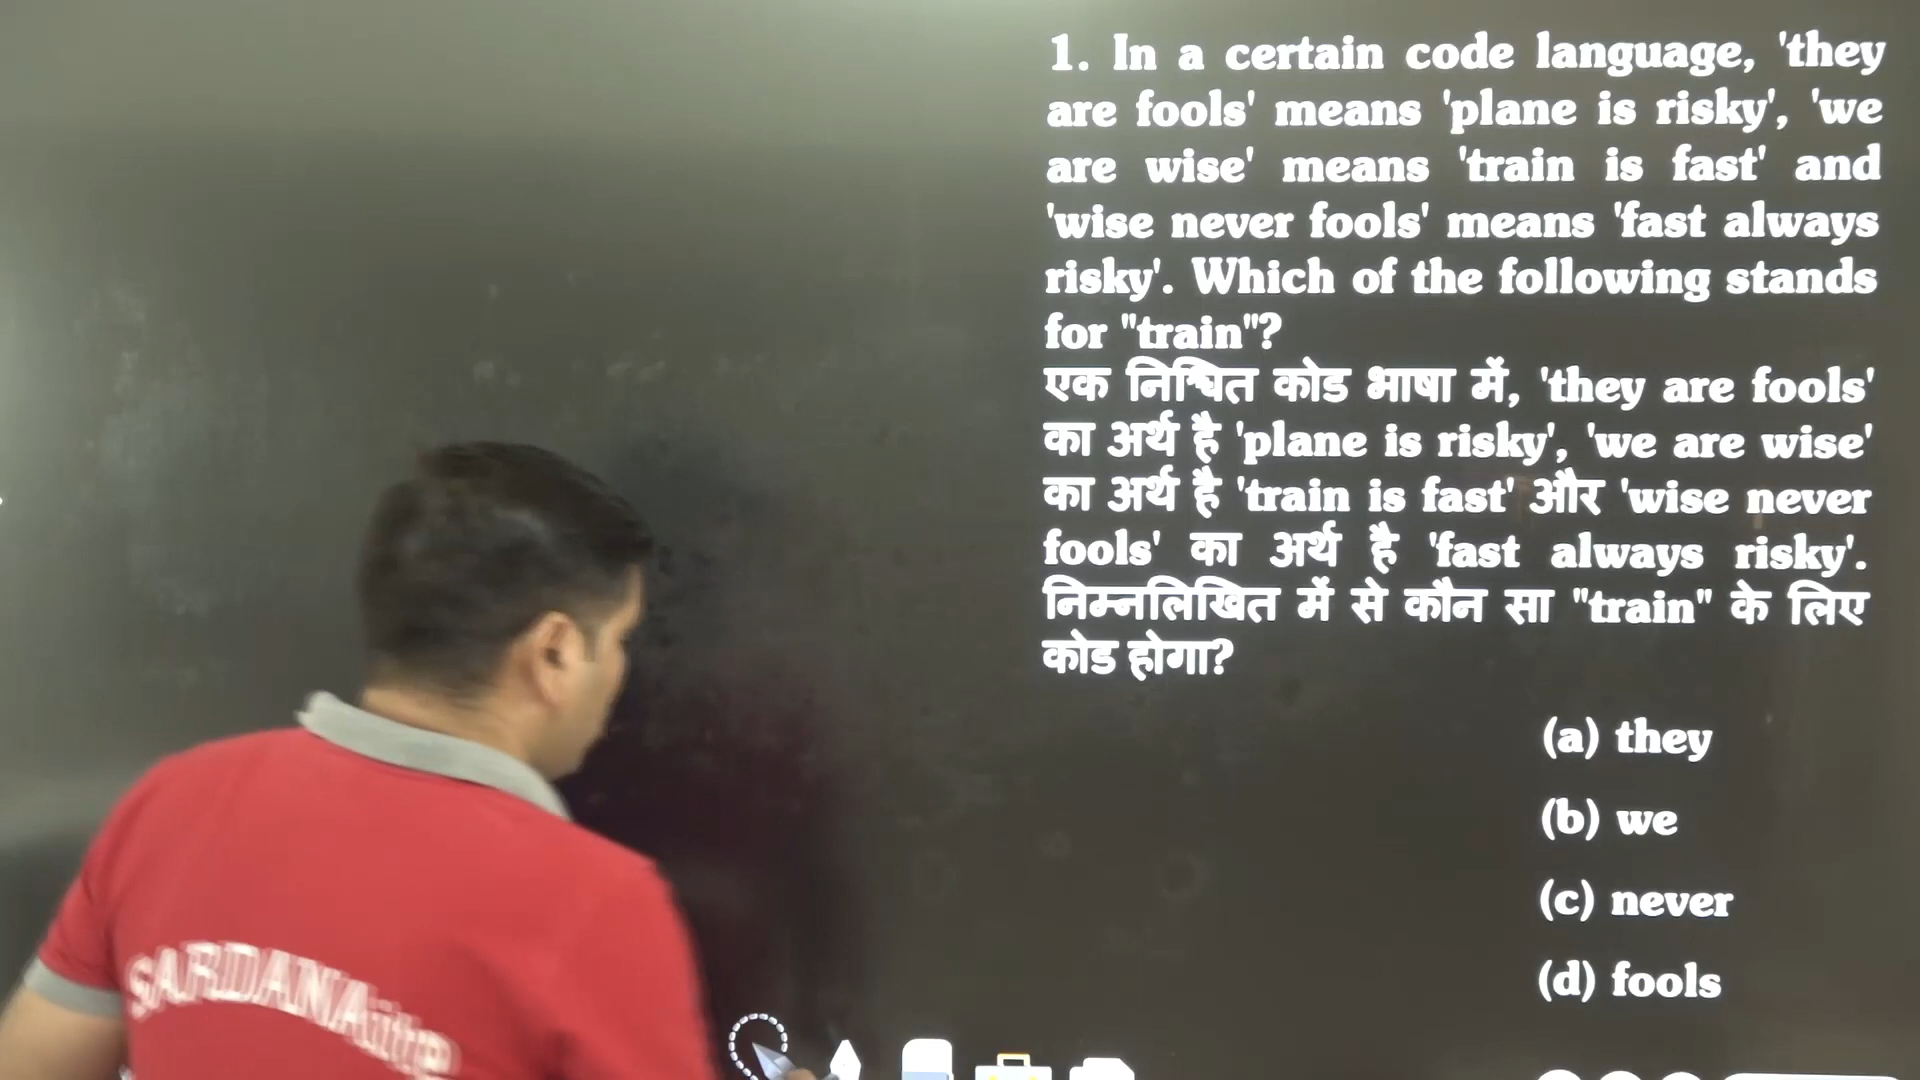 1. In a certain code language, 'they
are fools' means 'plane is risky', 'we
are wise' means 'train is fast' and
'wise never fools' means 'fast always
risky'. Which of the following stands
for "train"?
एक निश्चित कोड भाषा में, 'they are fools'
का अर्थ है 'plane is risky', 'we are wise'
का अर्थ है 'train is fast' और 'wise never
fools' का अर्थ है 'fast always risky'.
निम्नलिखित में से कौन सा "train" के लिए
कोड होगा?
(a) they
(b) we
(c) never
(d) fools